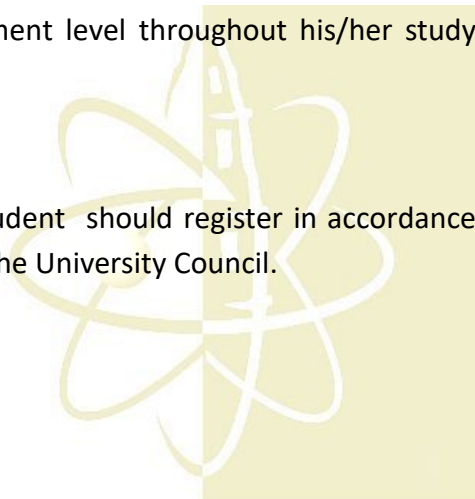 ment level throughout his/her study
udent should register in accordance
he University Council.